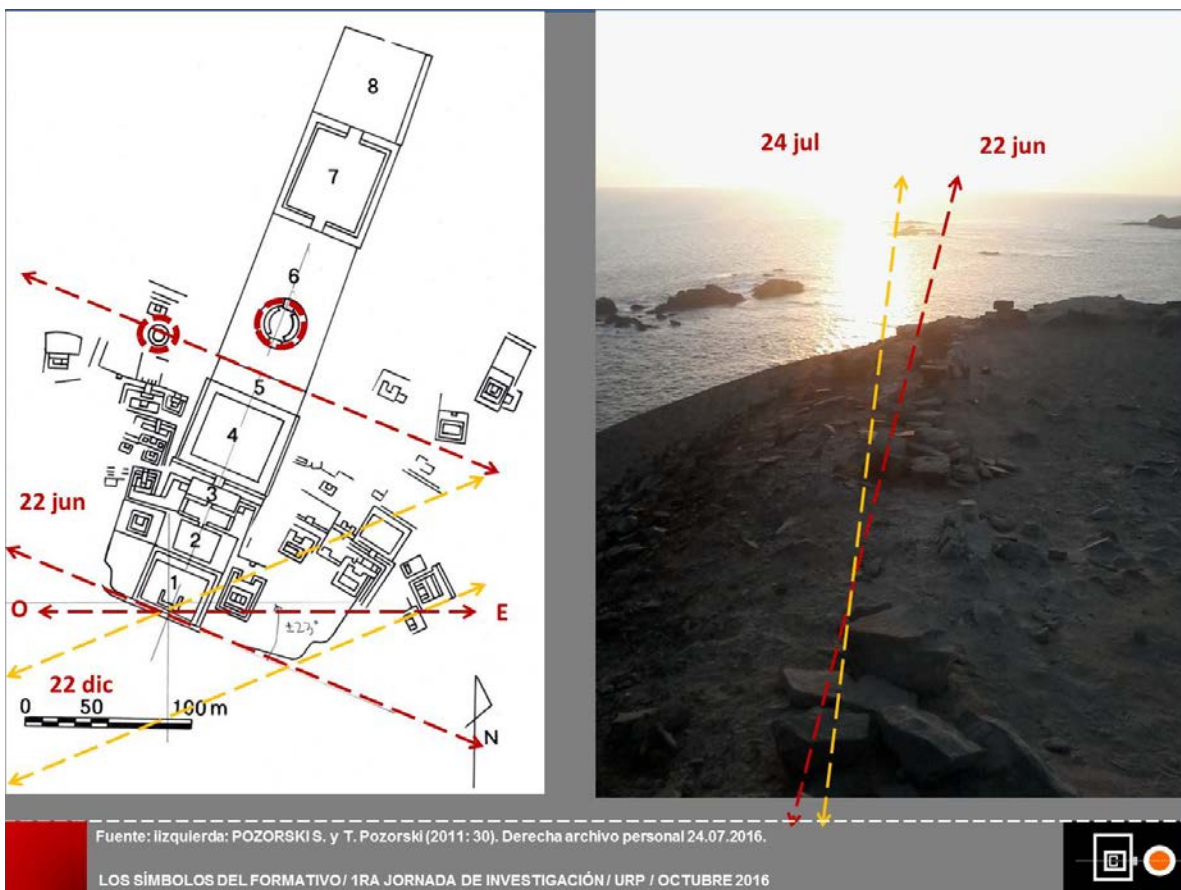 8
7
6
5
4
3
2
1
22 jun
O
E
±23°
22 dic
0 50 100 m
N
24 jul
22 jun
Fuente: iizquierda: POZORSKI S. y T. Pozorski (2011: 30). Derecha archivo personal 24.07.2016.
LOS SÍMBOLOS DEL FORMATIVO / 1RA JORNADA DE INVESTIGACIÓN / URP / OCTUBRE 2016